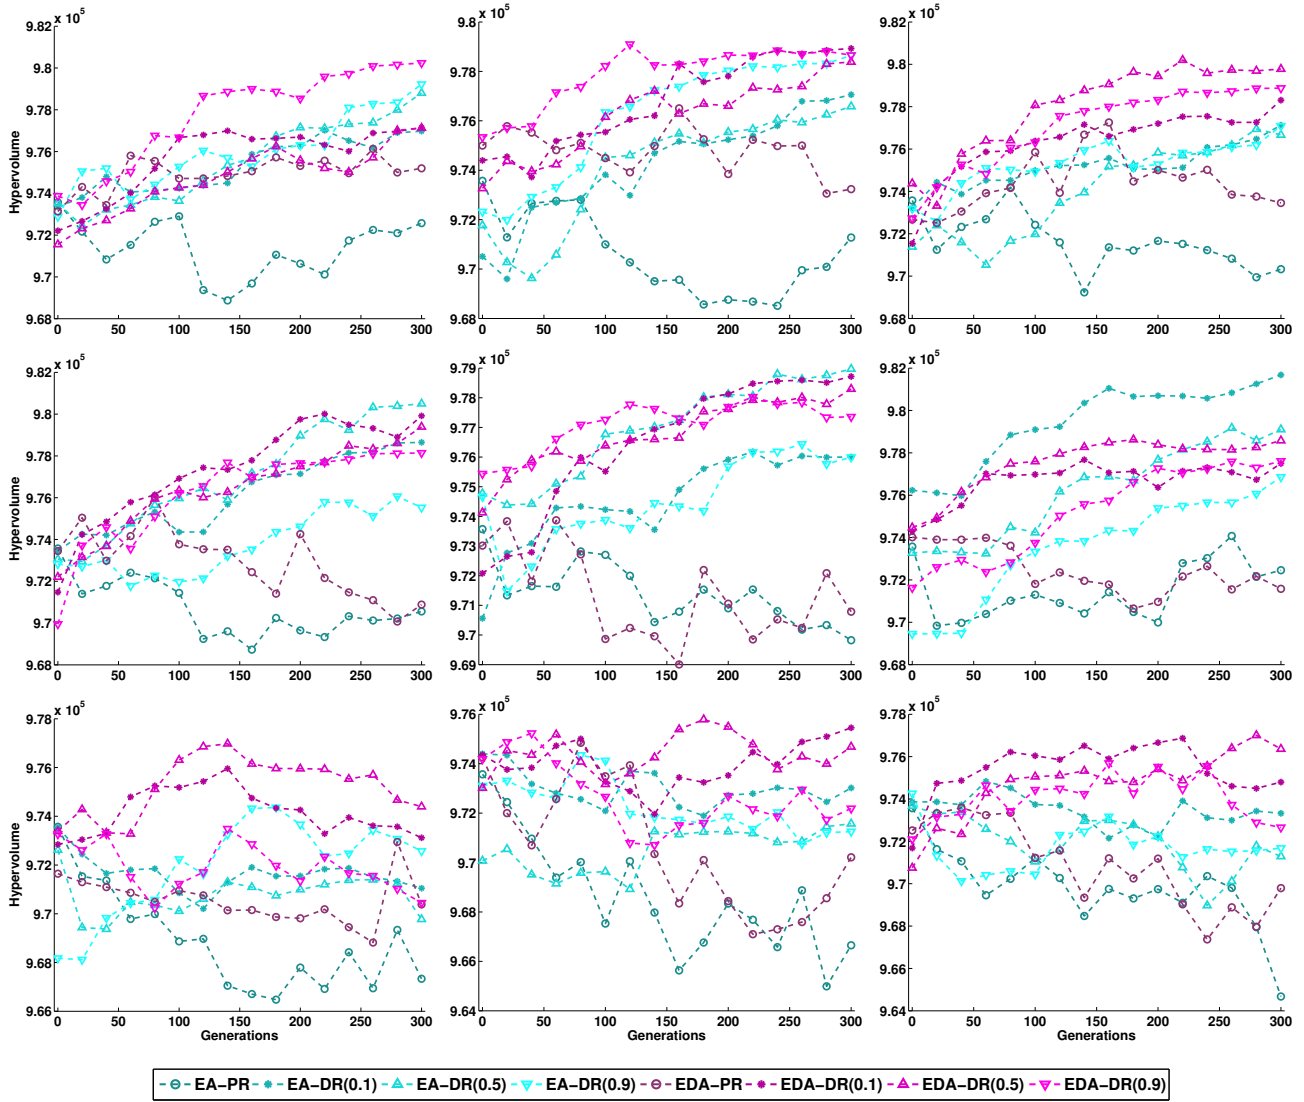 x 10^5 x 10^5 x 10^5
9.82 9.8 9.82
9.8 9.78 9.8
9.78 9.76 9.78
9.76 9.74 9.76
9.74 9.72 9.74
9.72 9.7 9.72
9.7 9.68 9.7
9.68 9.68
Hypervolume
0 50 100 150 200 250 300 0 50 100 150 200 250 300 0 50 100 150 200 250 300
x 10^5 x 10^5 x 10^5
9.82 9.79 9.82
9.8 9.78 9.8
9.78 9.77 9.78
9.76 9.76 9.76
9.74 9.75 9.74
9.72 9.74 9.72
9.7 9.73 9.7
9.68 9.72 9.68
9.71
9.7
9.69
Hypervolume
0 50 100 150 200 250 300 0 50 100 150 200 250 300 0 50 100 150 200 250 300
x 10^5 x 10^5 x 10^5
9.78 9.76 9.78
9.76 9.74 9.76
9.74 9.72 9.74
9.72 9.7 9.72
9.7 9.68 9.7
9.68 9.66 9.68
9.66 9.64 9.66
9.64
Hypervolume
0 50 100 150 200 250 300 0 50 100 150 200 250 300 0 50 100 150 200 250 300
Generations Generations Generations
EA−PR EA−DR(0.1) EA−DR(0.5) EA−DR(0.9) EDA−PR EDA−DR(0.1) EDA−DR(0.5) EDA−DR(0.9)